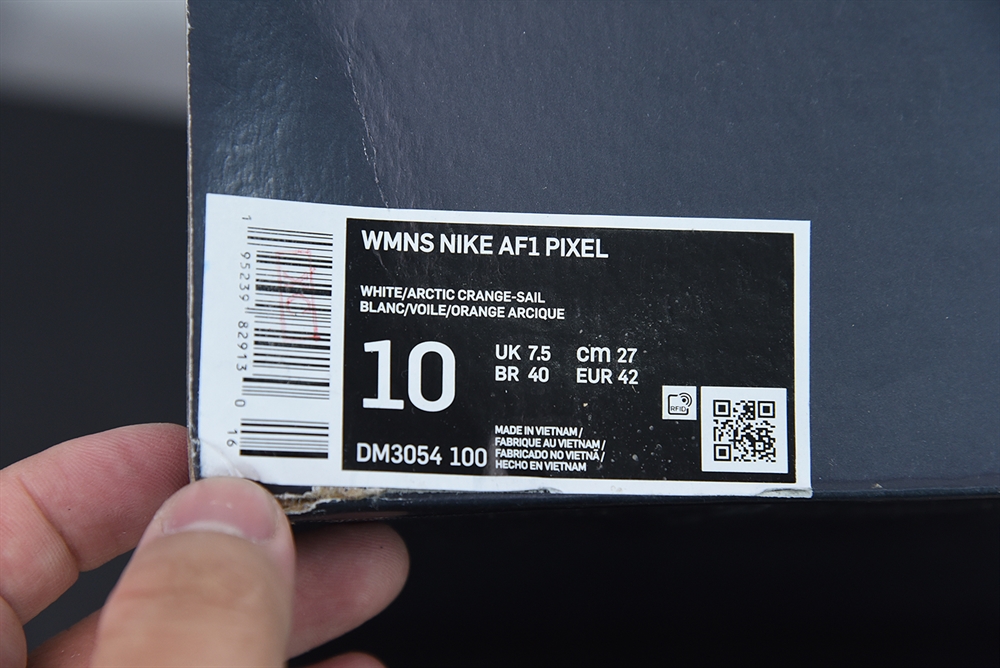 WMNS NIKE AF1 PIXEL
WHITE/ARCTIC CRANGE-SAIL
BLANC/VOILE/ORANGE ARCIQUE
10
UK 7.5 cm 27
BR 40 EUR 42
RFID
DM3054 100
MADE IN VIETNAM/
FABRIQUE AU VIETNAM/
FABRICADO NO VIETNÃ/
HECHO EN VIETNAM
1 95239 82913 0 16